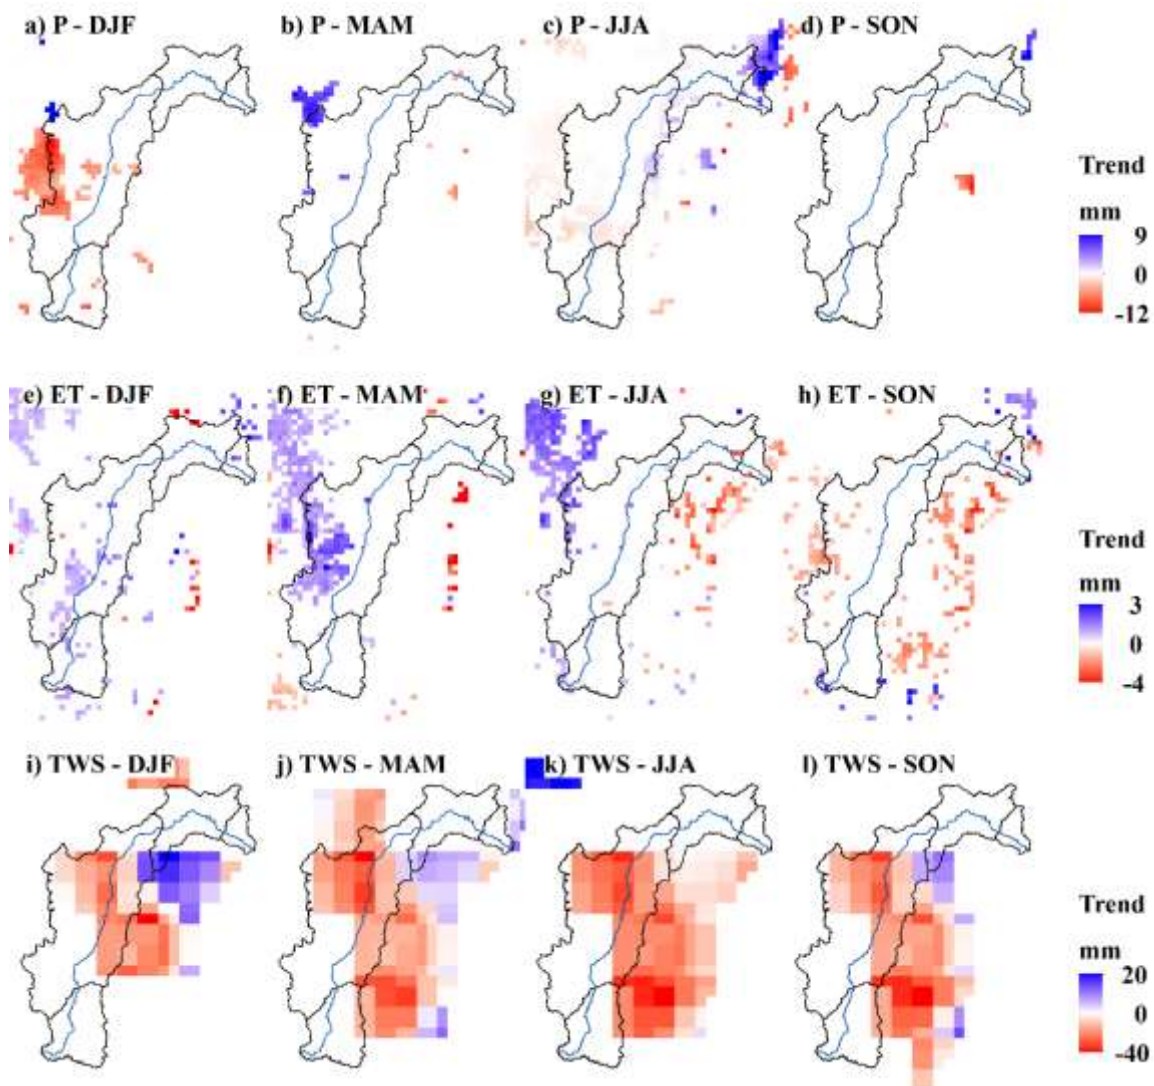 a) P - DJF
b) P - MAM
c) P - JJA
d) P - SON
Trend
mm
9
0
-12
e) ET - DJF
f) ET - MAM
g) ET - JJA
h) ET - SON
Trend
mm
3
0
-4
i) TWS - DJF
j) TWS - MAM
k) TWS - JJA
l) TWS - SON
Trend
mm
20
0
-40